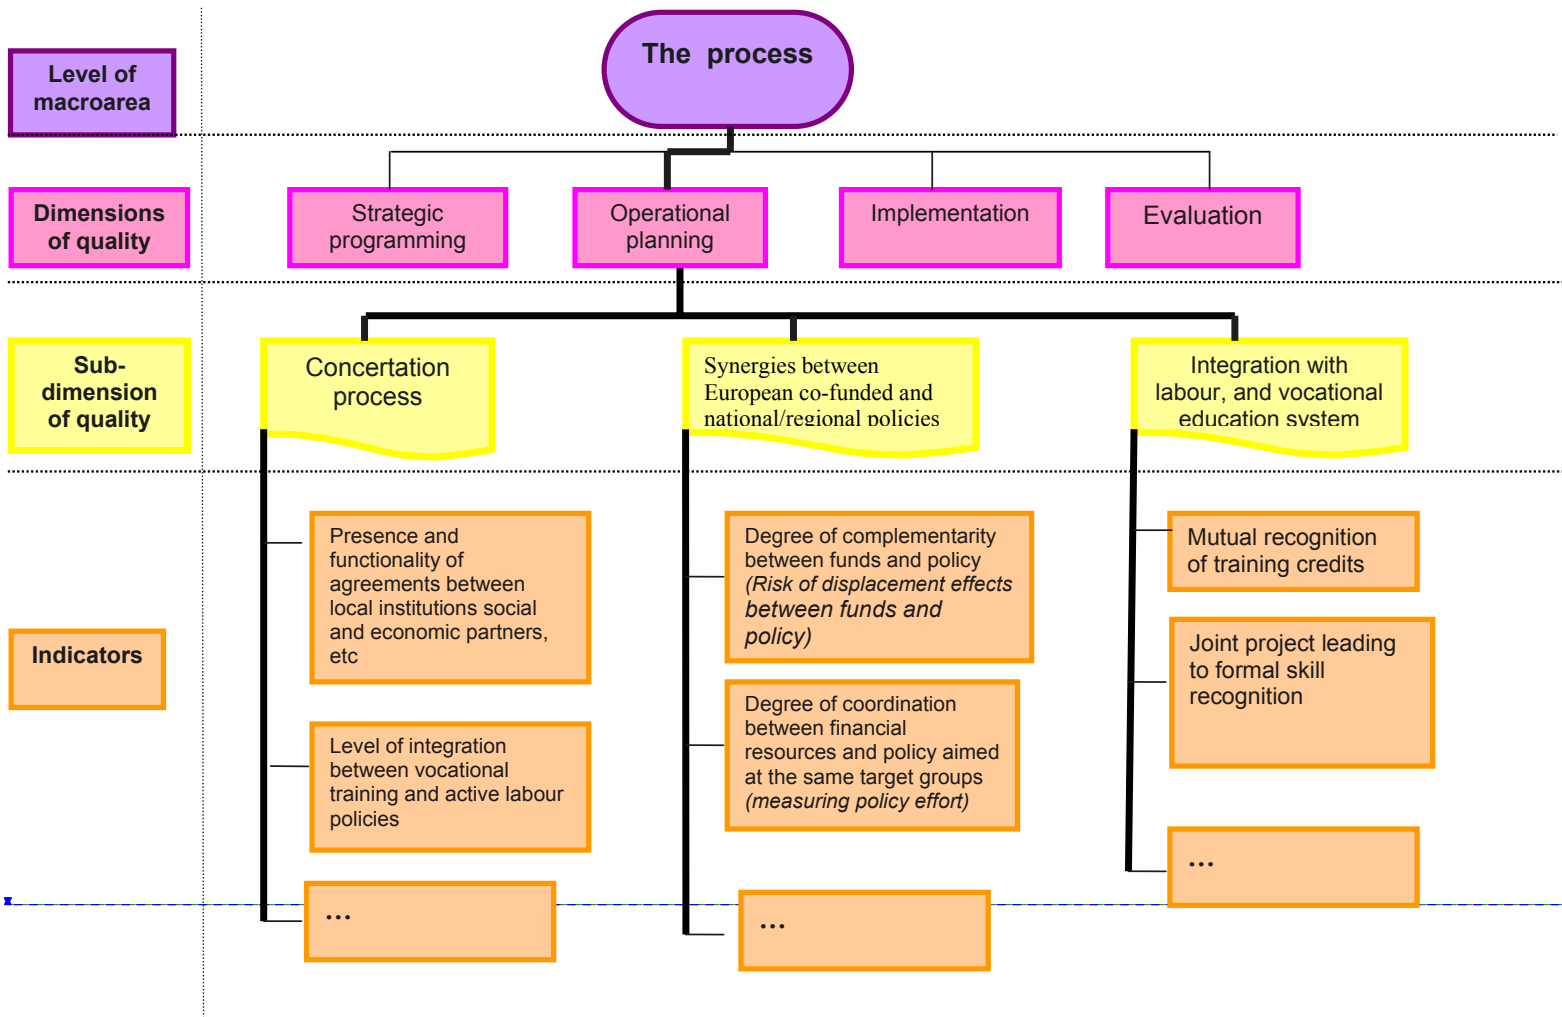 The process
Level of
macroarea
Dimensions
of quality
Strategic
programming
Operational
planning
Implementation
Evaluation
Sub-
dimension
of quality
Concertation
process
Synergies between
European co-funded and
national/regional policies
Integration with
labour, and vocational
education system
Indicators
Presence and
functionality of
agreements between
local institutions social
and economic partners,
etc
Level of integration
between vocational
training and active labour
policies
...
Degree of complementarity
between funds and policy
(Risk of displacement effects
between funds and
policy)
Degree of coordination
between financial
resources and policy aimed
at the same target groups
(measuring policy effort)
...
Mutual recognition
of training credits
Joint project leading
to formal skill
recognition
...